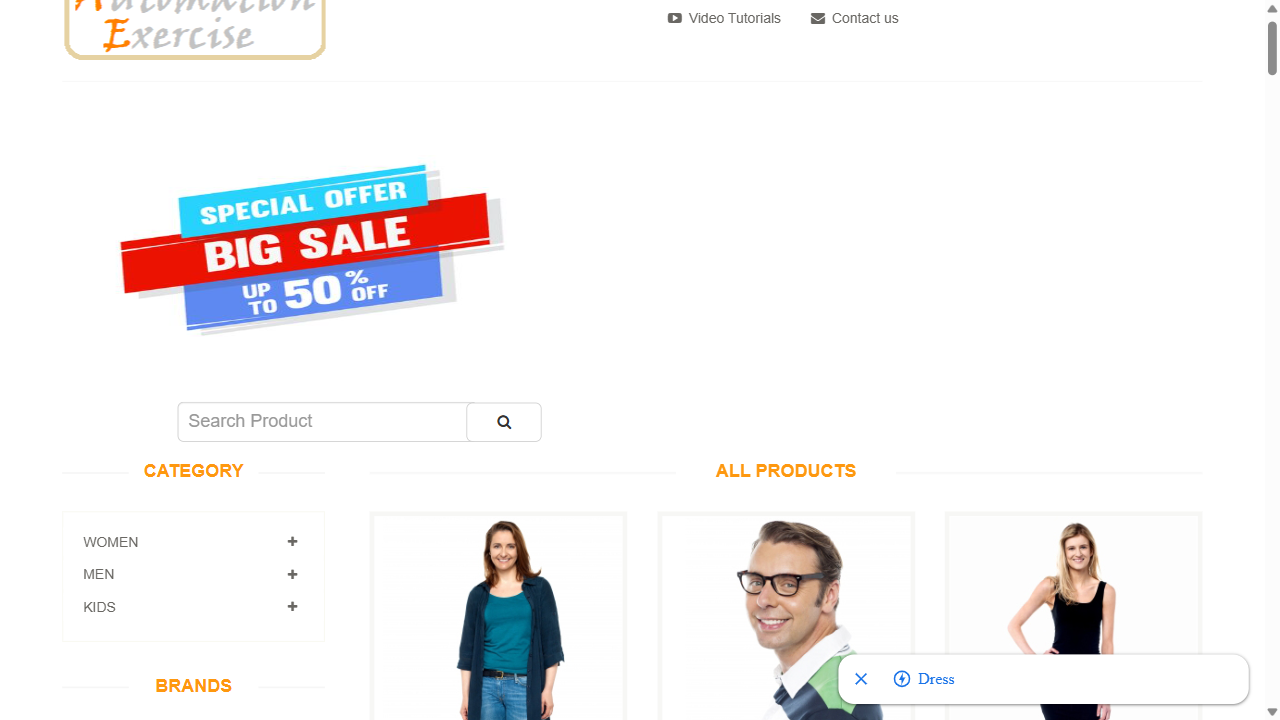 Automation
Exercise
Video Tutorials
Contact us
SPECIAL OFFER
BIG SALE
UP TO 50% OFF
Search Product
CATEGORY
ALL PRODUCTS
WOMEN
MEN
KIDS
BRANDS
Dress